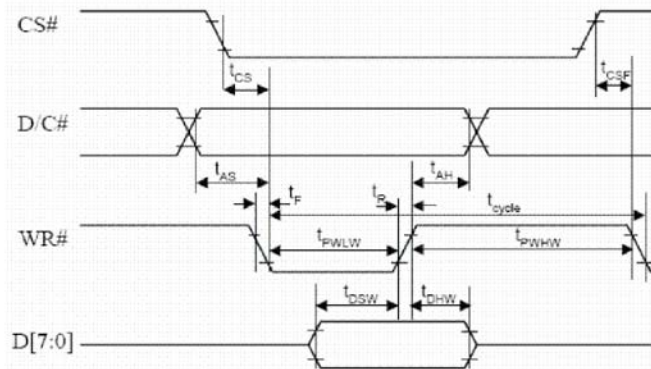 CS#
tCS
tCSF
D/C#
tAS
tAH
tF
tR
tcycle
WR#
tPWLW
tPWHW
tDSW
tDHW
D[7:0]